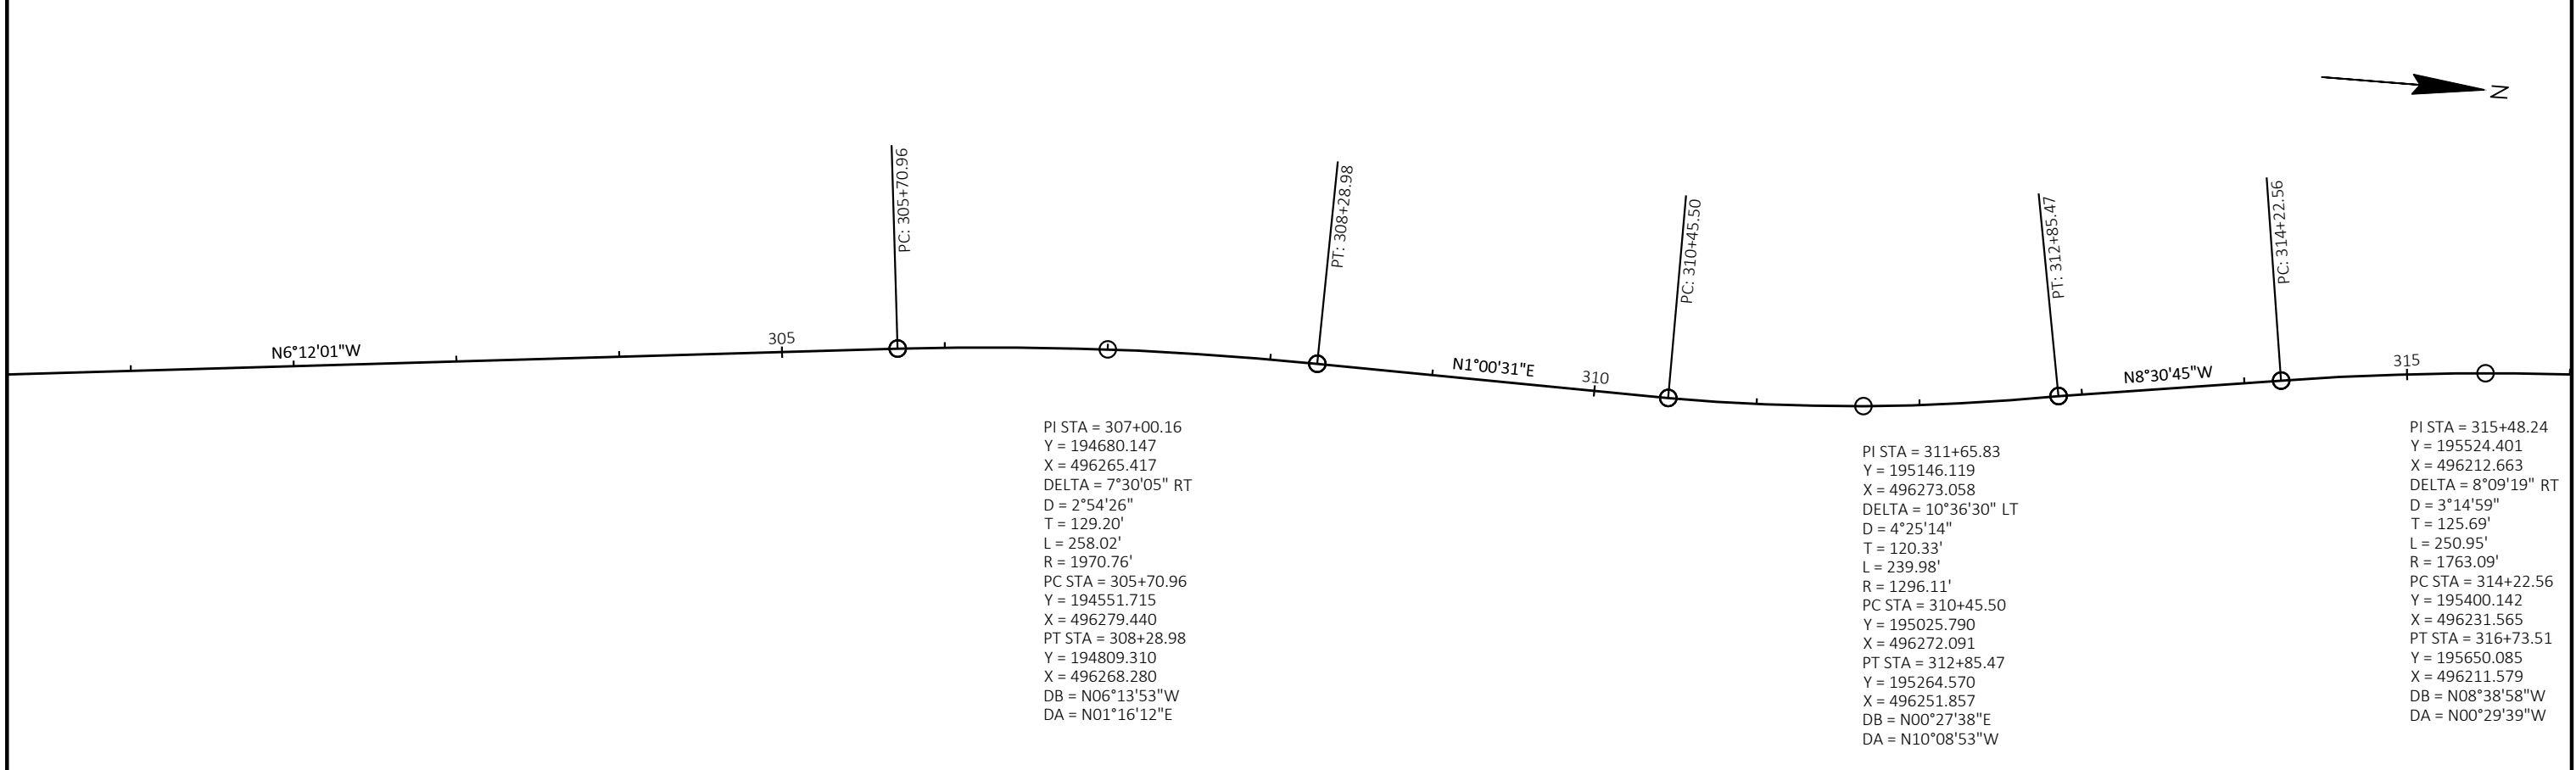 N
PC: 305+70.96
PT: 308+28.98
PC: 310+45.50
PT: 312+85.47
PC: 314+22.56
N6°12'01"W
305
N1°00'31"E
310
N8°30'45"W
315
PI STA = 307+00.16
Y = 194680.147
X = 496265.417
DELTA = 7°30'05" RT
D = 2°54'26"
T = 129.20'
L = 258.02'
R = 1970.76'
PC STA = 305+70.96
Y = 194551.715
X = 496279.440
PT STA = 308+28.98
Y = 194809.310
X = 496268.280
DB = N06°13'53"W
DA = N01°16'12"E
PI STA = 311+65.83
Y = 195146.119
X = 496273.058
DELTA = 10°36'30" LT
D = 4°25'14"
T = 120.33'
L = 239.98'
R = 1296.11'
PC STA = 310+45.50
Y = 195025.790
X = 496272.091
PT STA = 312+85.47
Y = 195264.570
X = 496251.857
DB = N00°27'38"E
DA = N10°08'53"W
PI STA = 315+48.24
Y = 195524.401
X = 496212.663
DELTA = 8°09'19" RT
D = 3°14'59"
T = 125.69'
L = 250.95'
R = 1763.09'
PC STA = 314+22.56
Y = 195400.142
X = 496231.565
PT STA = 316+73.51
Y = 195650.085
X = 496211.579
DB = N08°38'58"W
DA = N00°29'39"W